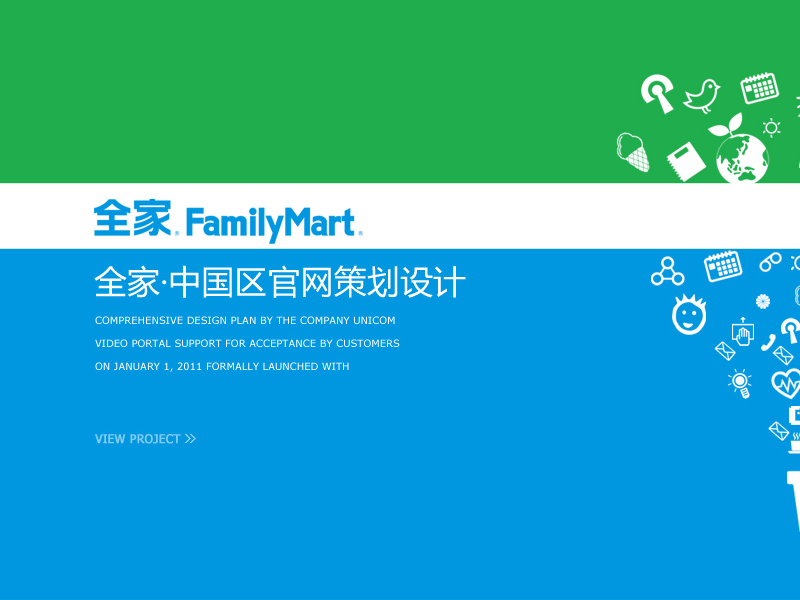 全家® FamilyMart®
全家·中国区官网策划设计
COMPREHENSIVE DESIGN PLAN BY THE COMPANY UNICOM
VIDEO PORTAL SUPPORT FOR ACCEPTANCE BY CUSTOMERS
ON JANUARY 1, 2011 FORMALLY LAUNCHED WITH
VIEW PROJECT >>